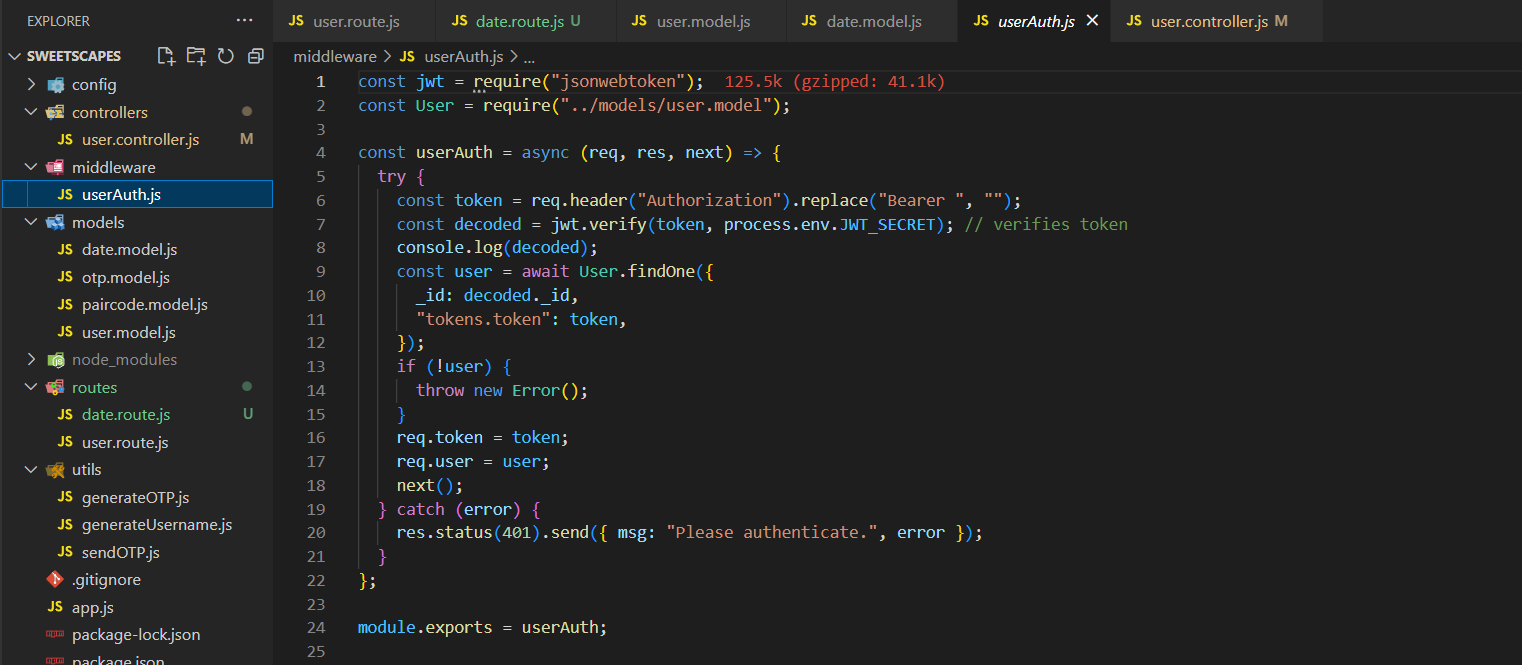 EXPLORER ...
SWEETSCAPES
config
controllers
JS user.controller.js M
middleware
JS userAuth.js
models
JS date.model.js
JS otp.model.js
JS paircode.model.js
JS user.model.js
node_modules
routes
JS date.route.js U
JS user.route.js
utils
JS generateOTP.js
JS generateUsername.js
JS sendOTP.js
.gitignore
JS app.js
package-lock.json
package.json
JS user.route.js JS date.route.js U JS user.model.js JS date.model.js JS userAuth.js JS user.controller.js M
middleware > JS userAuth.js > ...
1 const jwt = require("jsonwebtoken"); 125.5k (gzipped: 41.1k)
2 const User = require("../models/user.model");
3
4 const userAuth = async (req, res, next) => {
5 try {
6 const token = req.header("Authorization").replace("Bearer ", "");
7 const decoded = jwt.verify(token, process.env.JWT_SECRET); // verifies token
8 console.log(decoded);
9 const user = await User.findOne({
10 _id: decoded._id,
11 "tokens.token": token,
12 });
13 if (!user) {
14 throw new Error();
15 }
16 req.token = token;
17 req.user = user;
18 next();
19 } catch (error) {
20 res.status(401).send({ msg: "Please authenticate.", error });
21 }
22 };
23
24 module.exports = userAuth;
25